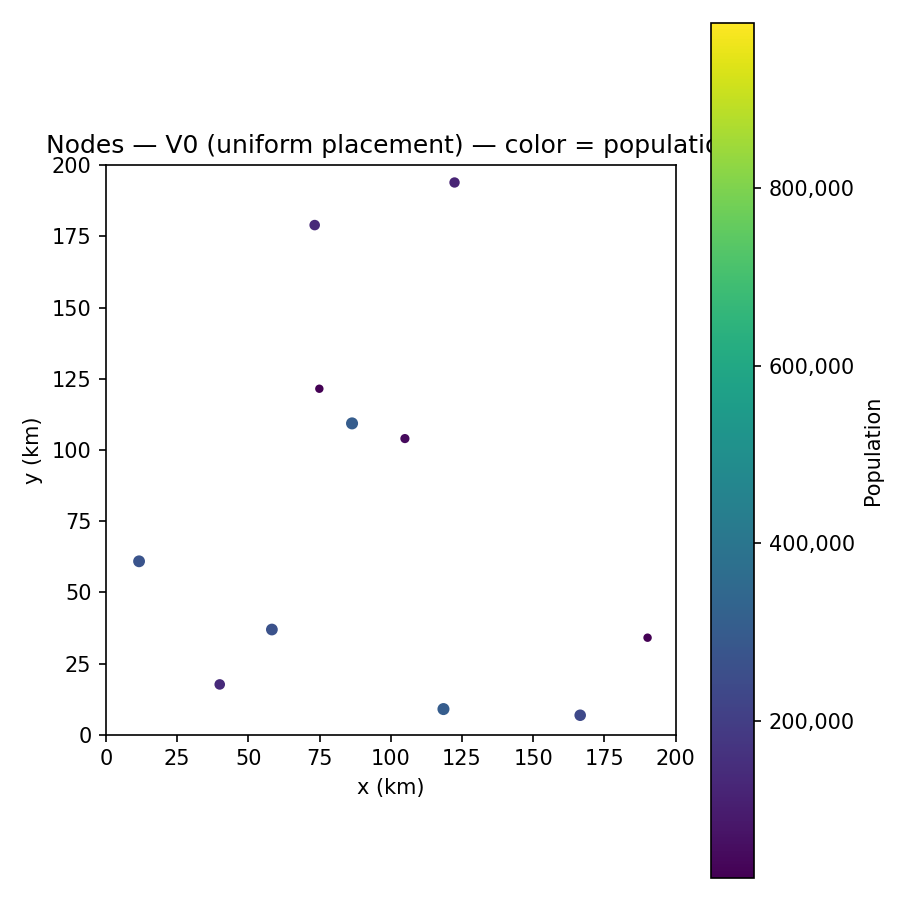 Nodes — V0 (uniform placement) — color = populatio
200
175
150
125
100
75
50
25
0
y (km)
0 25 50 75 100 125 150 175 200
x (km)
800,000
600,000
400,000
200,000
Population